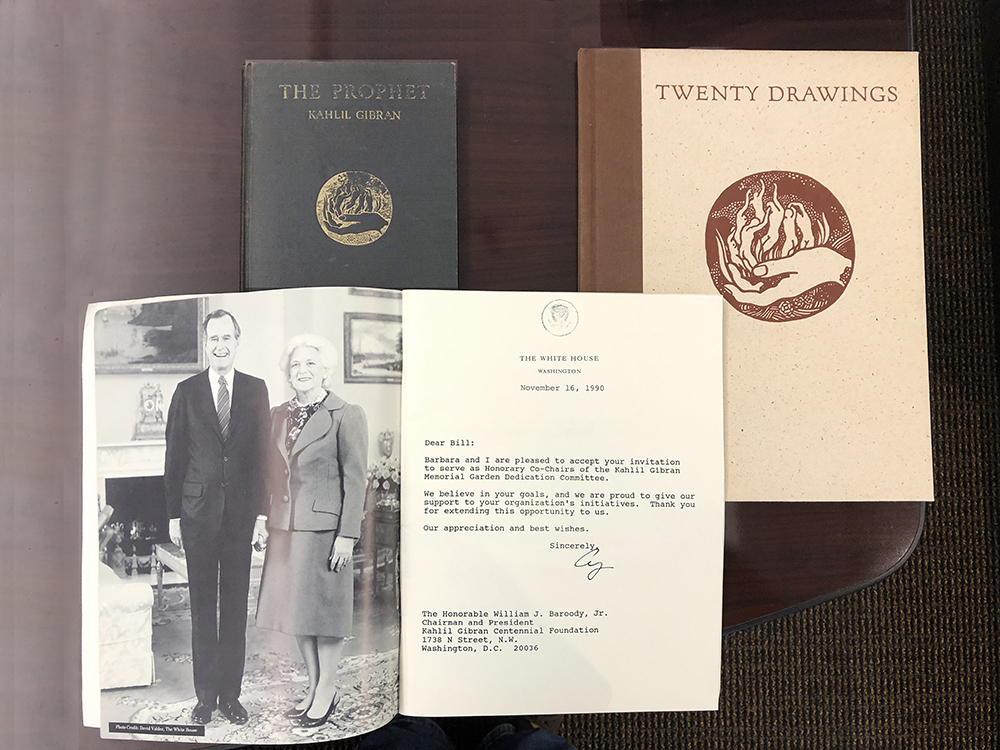 THE PROPHET
KAHLIL GIBRAN
TWENTY DRAWINGS
THE WHITE HOUSE
WASHINGTON
November 16, 1990
Dear Bill:
Barbara and I are pleased to accept your invitation
to serve as Honorary Co-Chairs of the Kahlil Gibran
Memorial Garden Dedication Committee.
We believe in your goals, and we are proud to give our
support to your organization's initiatives. Thank you
for extending this opportunity to us.
Our appreciation and best wishes.
Sincerely,
The Honorable William J. Baroody, Jr.
Chairman and President
Kahlil Gibran Centennial Foundation
1738 N Street, N.W.
Washington, D.C. 20036
Photo Credit: David Valdez, The White House